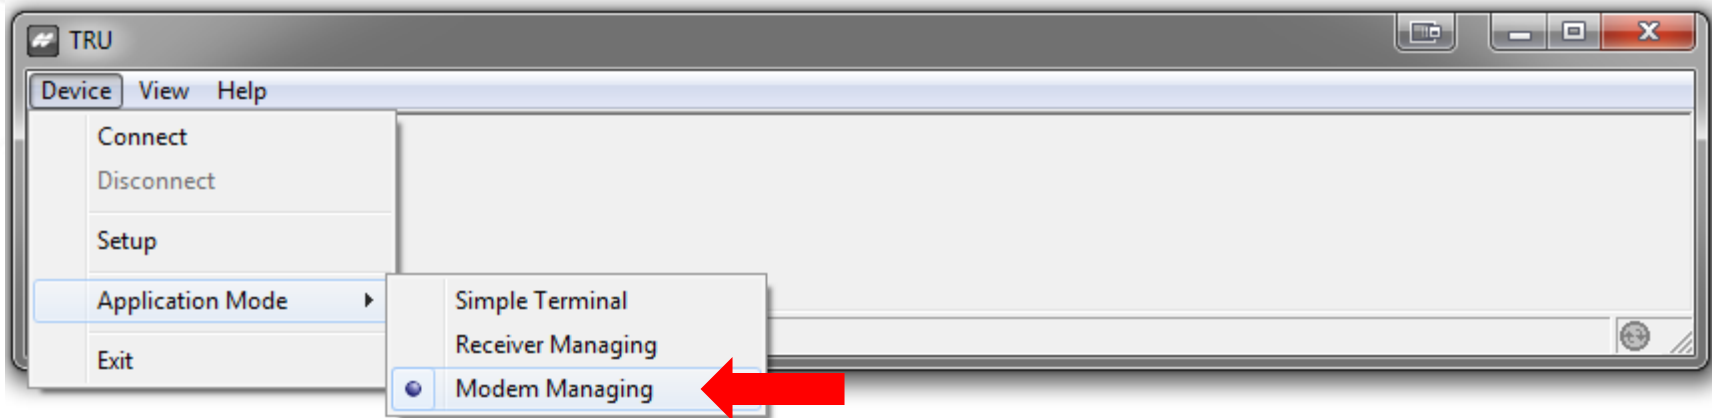 TRU
Device View Help
Connect
Disconnect
Setup
Application Mode
Exit
Simple Terminal
Receiver Managing
Modem Managing